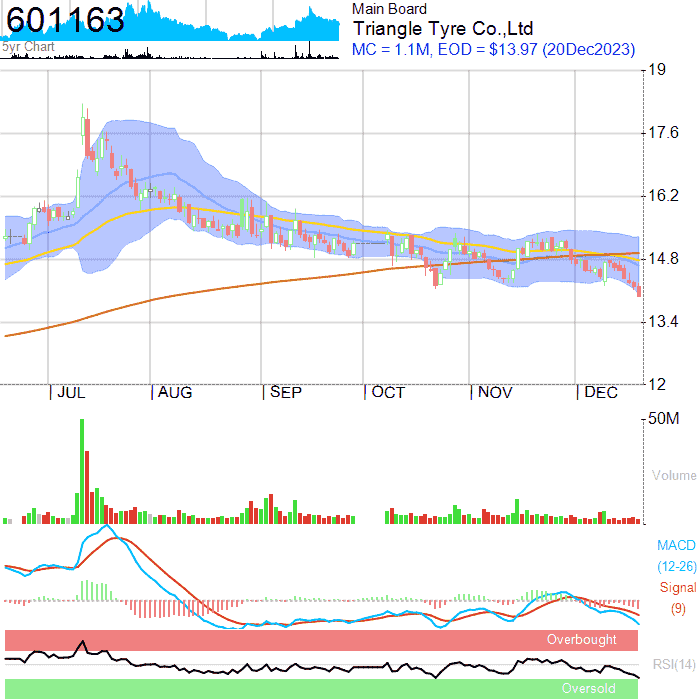 601163
5yr Chart
Main Board
Triangle Tyre Co.,Ltd
MC = 1.1M, EOD = $13.97 (20Dec2023)
19
17.6
16.2
14.8
13.4
12
JUL AUG SEP OCT NOV DEC
50M
Volume
MACD
(12-26)
Signal
(9)
Overbought
RSI(14)
Oversold